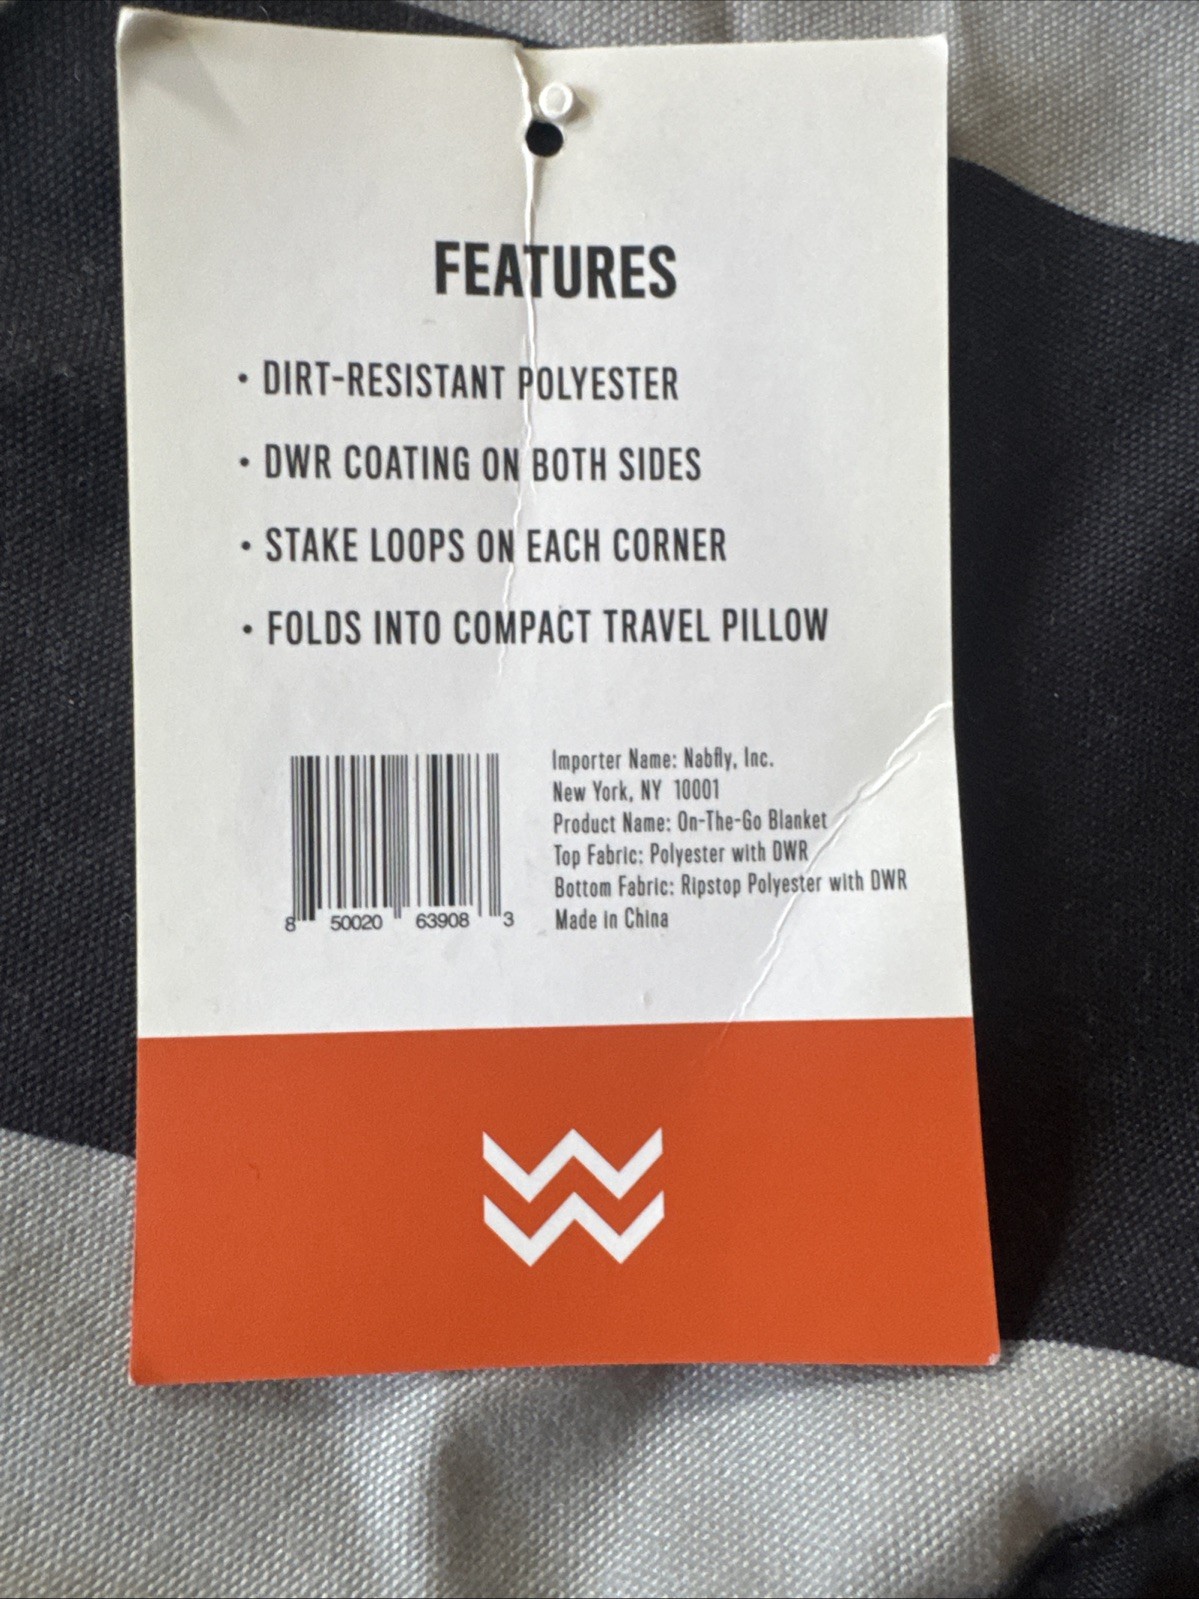 FEATURES
• DIRT-RESISTANT POLYESTER
• DWR COATING ON BOTH SIDES
• STAKE LOOPS ON EACH CORNER
• FOLDS INTO COMPACT TRAVEL PILLOW
Importer Name: Nabfly, Inc.
New York, NY 10001
Product Name: On-The-Go Blanket
Top Fabric: Polyester with DWR
Bottom Fabric: Ripstop Polyester with DWR
Made in China
8 50020 63908 3